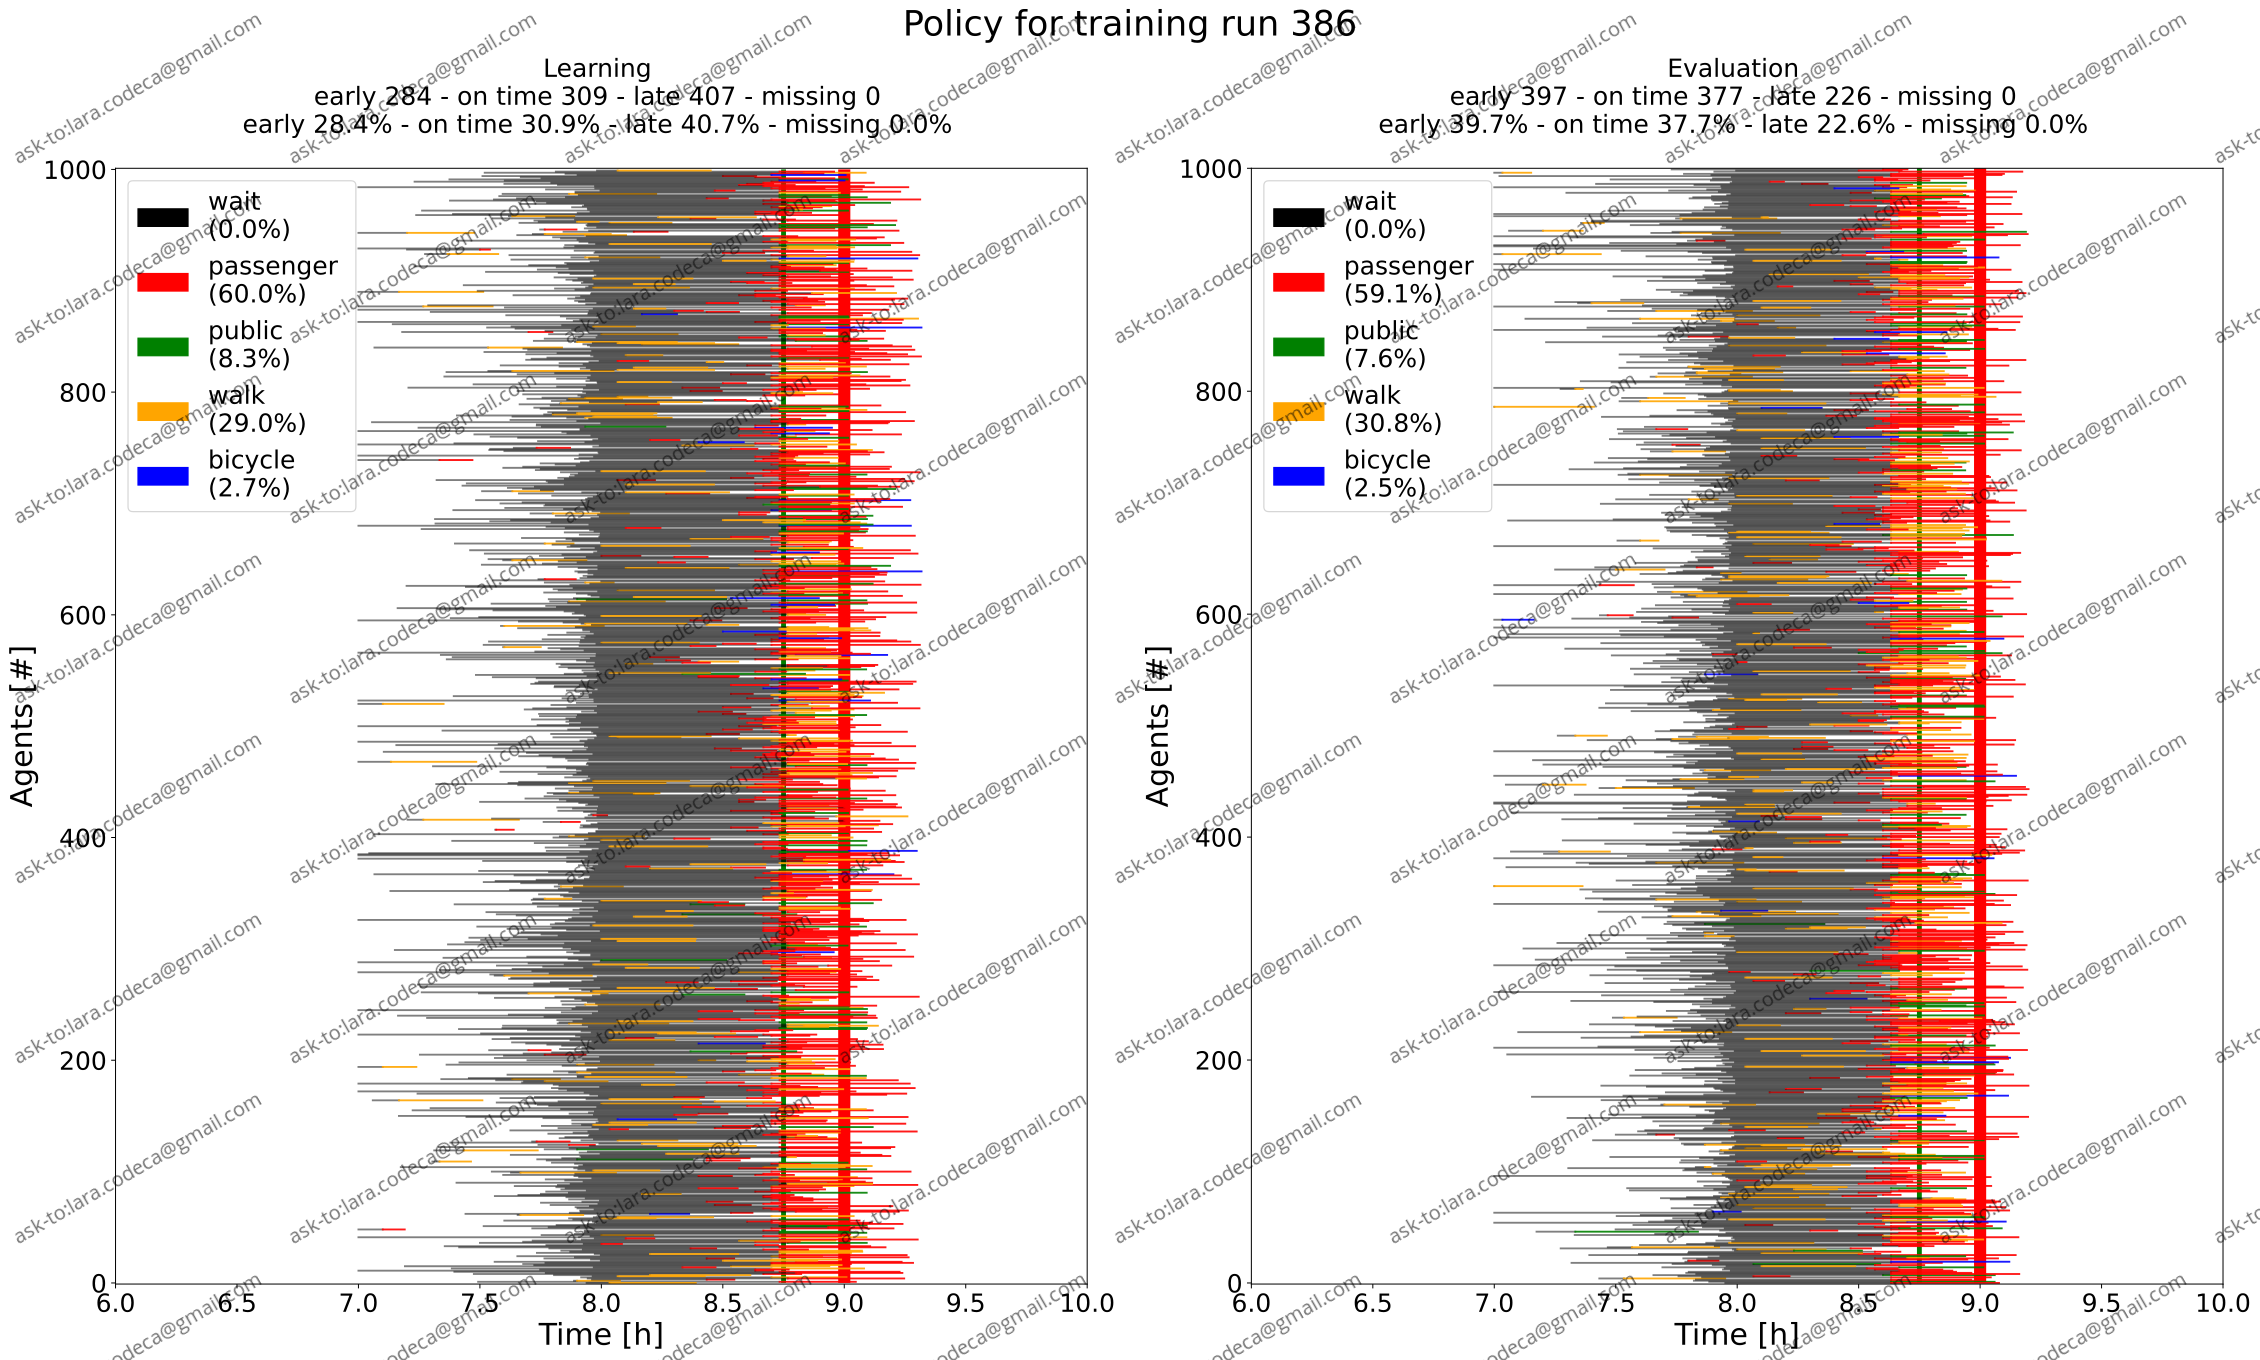 Policy for training run 386
Learning
early 284 - on time 309 - late 407 - missing 0
early 28.4% - on time 30.9% - late 40.7% - missing 0.0%
1000
800
600
400
200
0
Agents [#]
wait
(0.0%)
passenger
(60.0%)
public
(8.3%)
walk
(29.0%)
bicycle
(2.7%)
6.0 6.5 7.0 7.5 8.0 8.5 9.0 9.5 10.0
Time [h]
Evaluation
early 397 - on time 377 - late 226 - missing 0
early 39.7% - on time 37.7% - late 22.6% - missing 0.0%
1000
800
600
400
200
0
Agents [#]
wait
(0.0%)
passenger
(59.1%)
public
(7.6%)
walk
(30.8%)
bicycle
(2.5%)
6.0 6.5 7.0 7.5 8.0 8.5 9.0 9.5 10.0
Time [h]
ask-to:lara.codeca@gmail.com